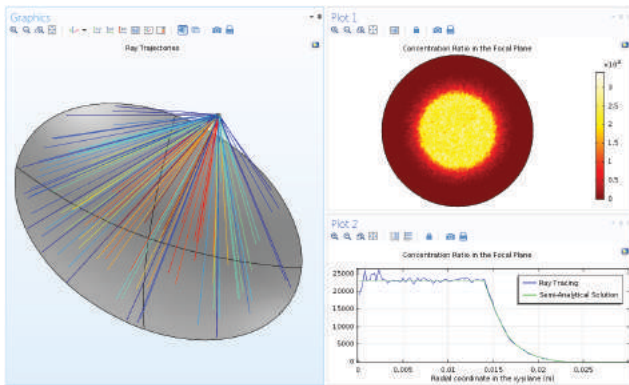 Graphics
Ray Trajectories
Plot 1
Concentration Ratio in the Focal Plane
3
2.5
2
1.5
1
0.5
0
Plot 2
Concentration Ratio in the Focal Plane
25000
20000
15000
10000
5000
0
Ray Tracing
Semi-Analytical Solution
0
0.005
0.01
0.015
0.02
0.025
Radial coordinate in the xy-plane (m)